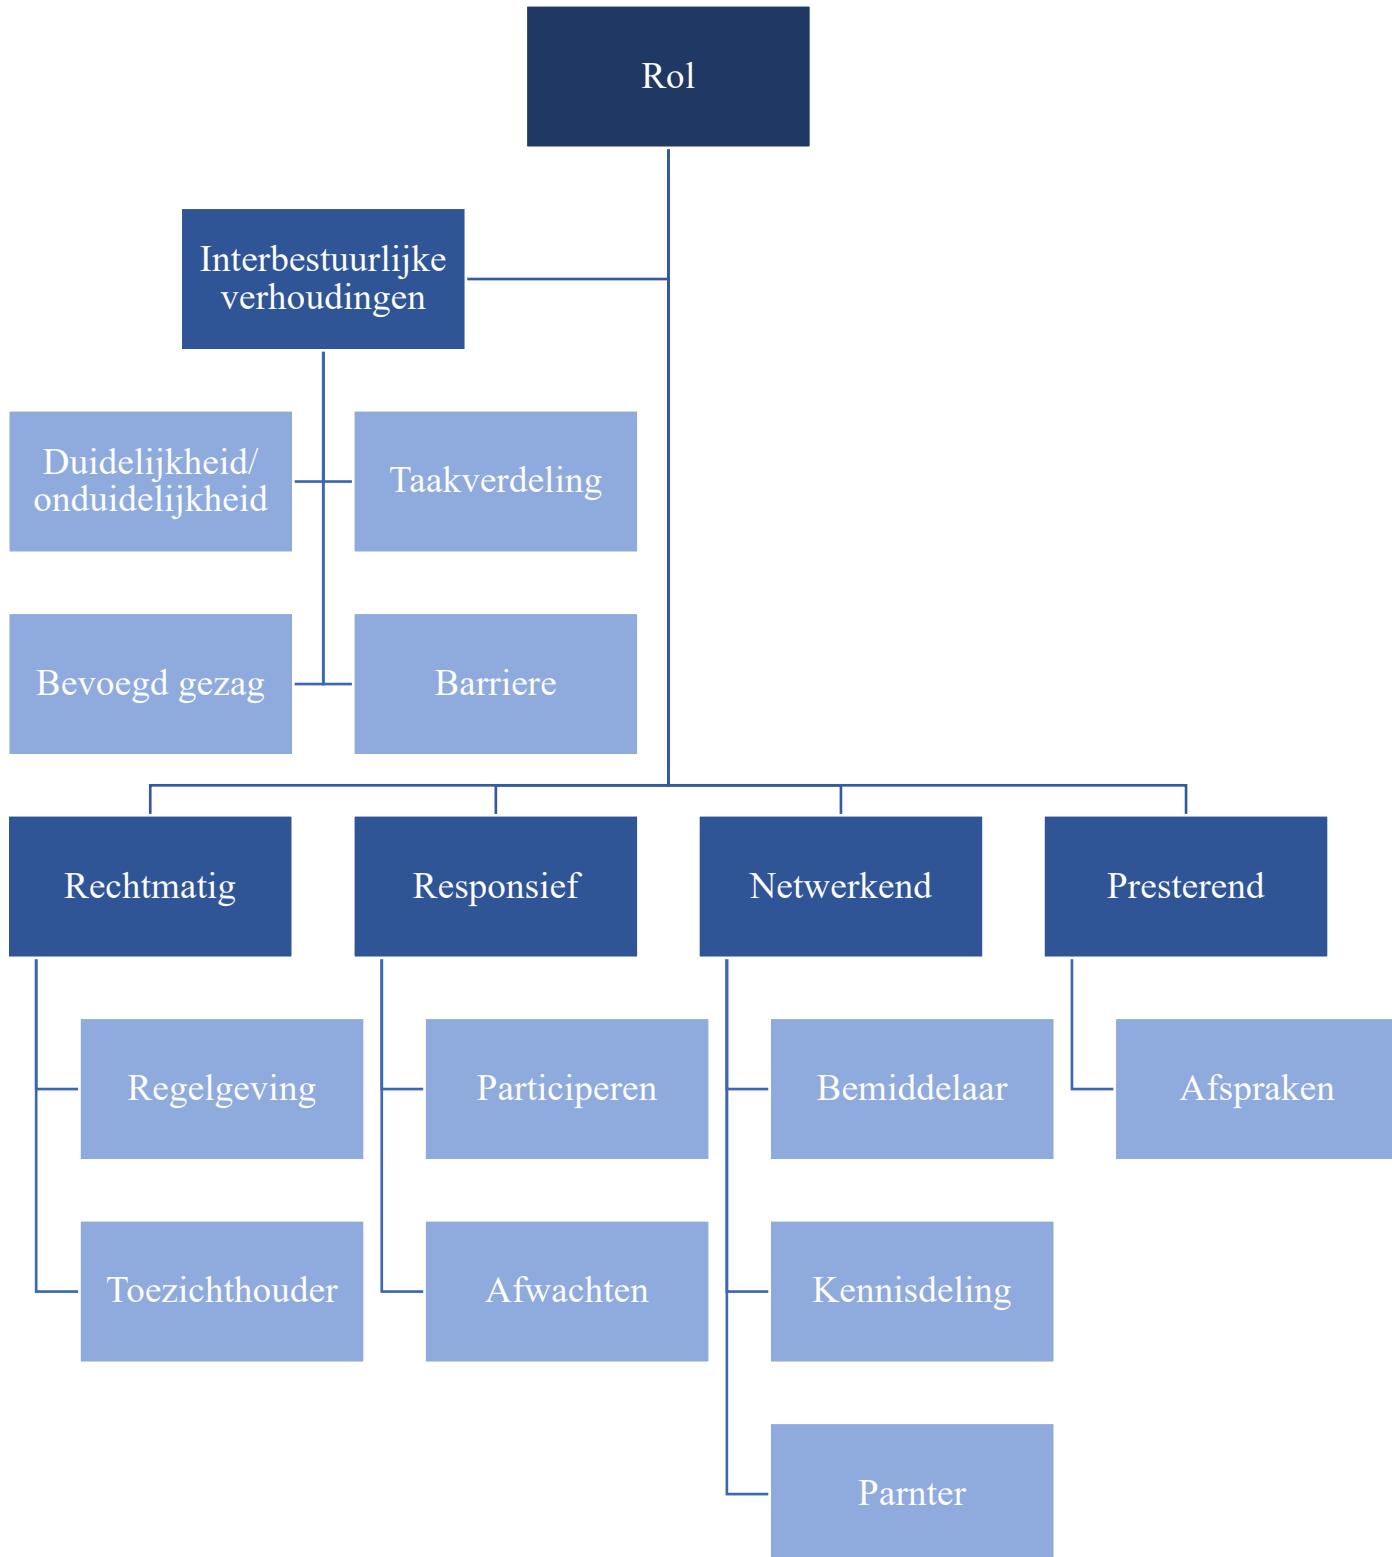 Rol
Interbestuurlijke
verhoudingen
Duidelijkheid/
onduidelijkheid
Taakverdeling
Bevoegd gezag
Barriere
Rechtmatig
Responsief
Netwerkend
Presterend
Regelgeving
Participeren
Bemiddelaar
Afspraken
Toezichthouder
Afwachten
Kennisdeling
Parnter